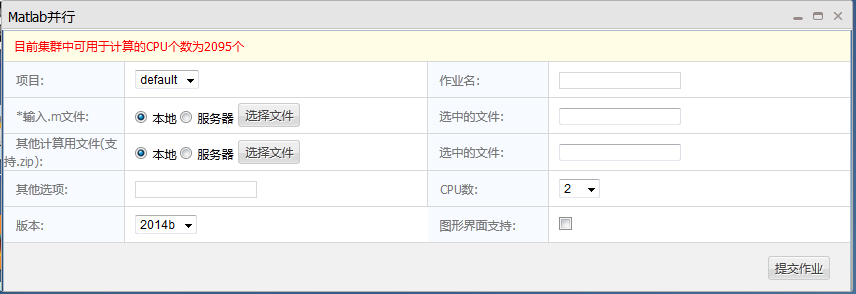 Matlab并行
目前集群中可用于计算的CPU个数为2095个
项目: default 作业名:
*输入.m文件: 本地 服务器 选择文件 选中的文件:
其他计算用文件(支
持.zip): 本地 服务器 选择文件 选中的文件:
其他选项: CPU数: 2
版本: 2014b 图形界面支持:
提交作业